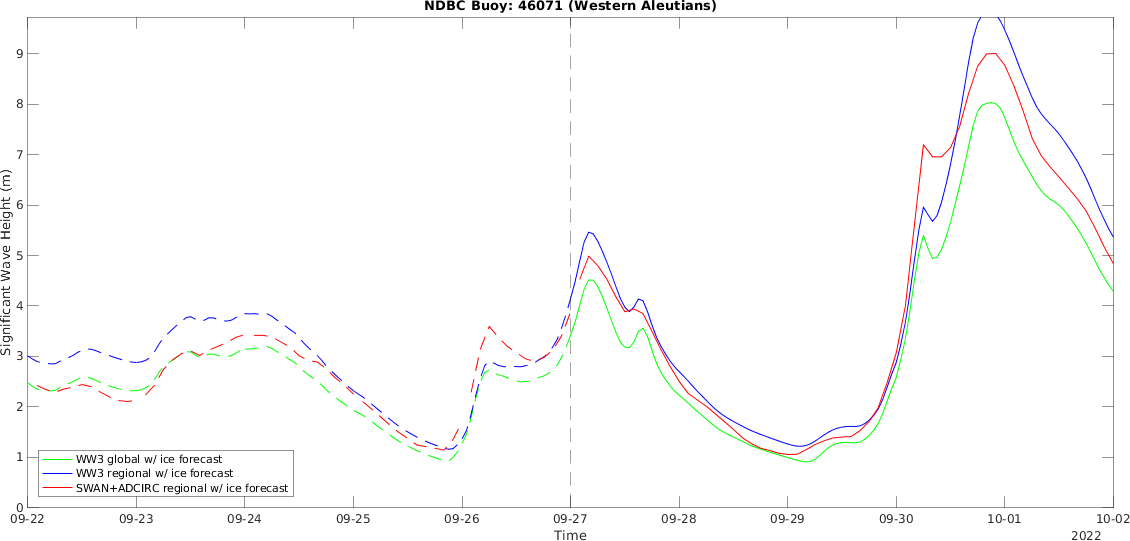 NDBC Buoy: 46071 (Western Aleutians)
Significant Wave Height (m)
9
8
7
6
5
4
3
2
1
0
WW3 global w/ ice forecast
WW3 regional w/ ice forecast
SWAN+ADCIRC regional w/ ice forecast
09-22 09-23 09-24 09-25 09-26 09-27 09-28 09-29 09-30 10-01 10-02
Time
2022